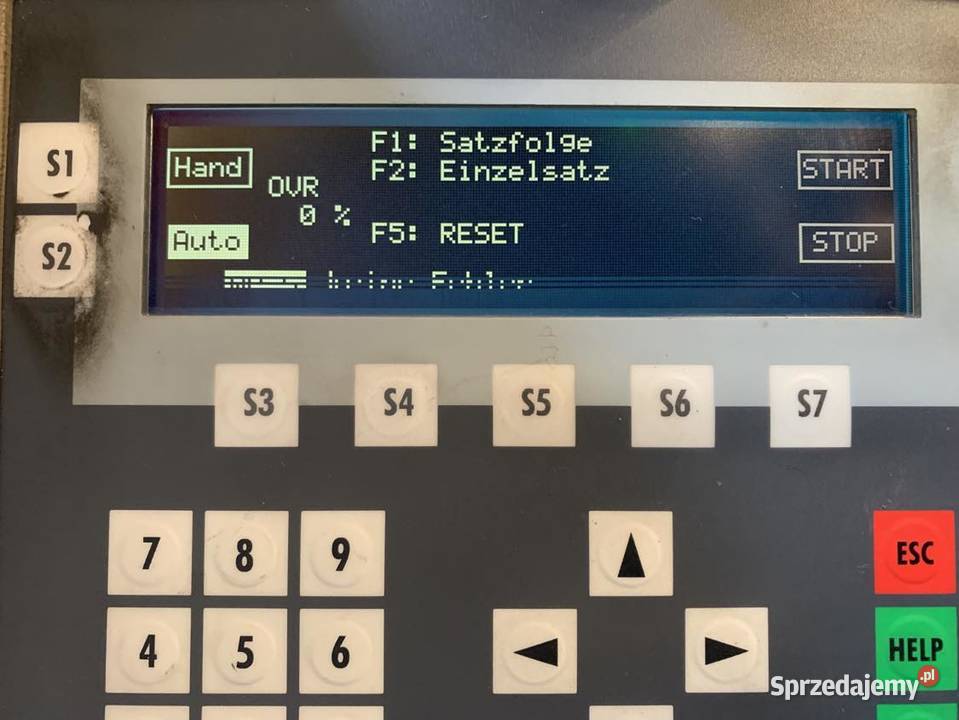 S1
S2
Hand
Auto
OVR
0 %
F1: Satzfolge
F2: Einzelsatz
F5: RESET
START
STOP
S3 S4 S5 S6 S7
7 8 9
4 5 6
ESC
HELP
Sprzedajemy.pl